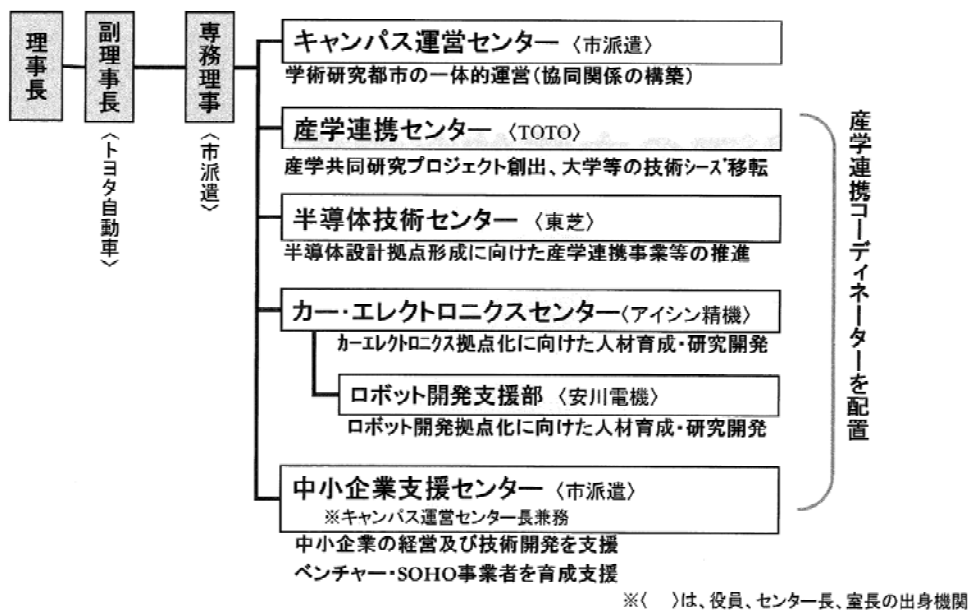 理事長
副理事長
〈トヨタ自動車〉
専務理事
〈市派遣〉
キャンパス運営センター 〈市派遣〉
学術研究都市の一体的運営(協同関係の構築)
産学連携センター 〈TOTO〉
産学共同研究プロジェクト創出、大学等の技術ｼｰｽﾞ移転
半導体技術センター 〈東芝〉
半導体設計拠点形成に向けた産学連携事業等の推進
カー・エレクトロニクスセンター〈アイシン精機〉
ｶｰｴﾚｸﾄﾛﾆｸｽ拠点化に向けた人材育成・研究開発
ロボット開発支援部 〈安川電機〉
ロボット開発拠点化に向けた人材育成・研究開発
中小企業支援センター 〈市派遣〉
※キャンパス運営センター長兼務
中小企業の経営及び技術開発を支援
ベンチャー・SOHO事業者を育成支援
産学連携コーディネーターを配置
※〈 〉は、役員、センター長、室長の出身機関